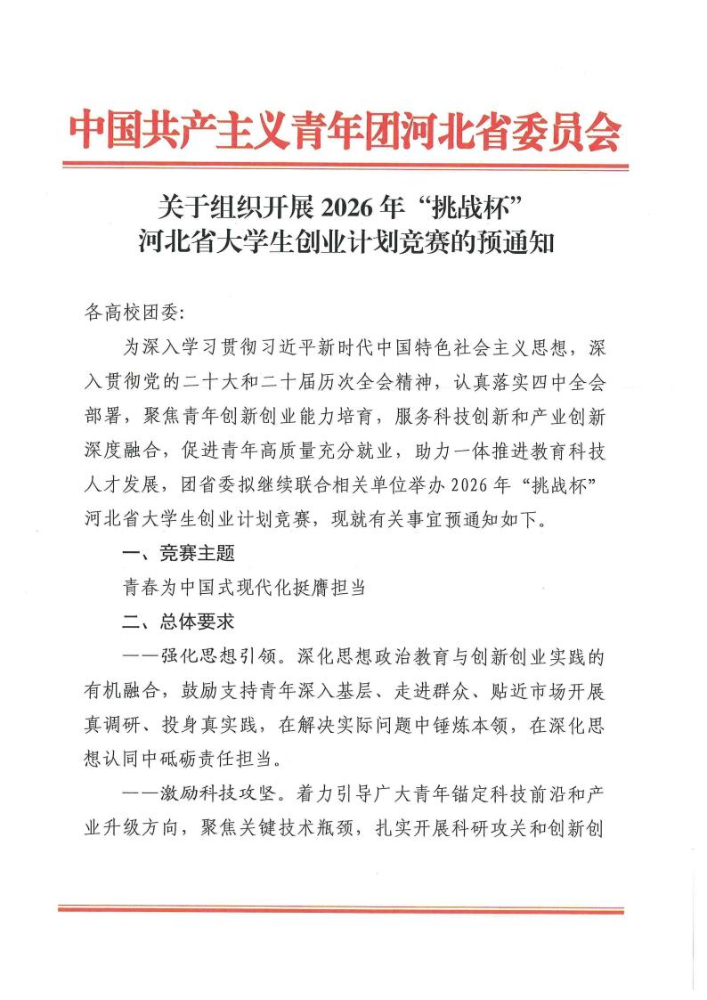 中国共产主义青年团河北省委员会
关于组织开展 2026 年“挑战杯”
河北省大学生创业计划竞赛的预通知
各高校团委：
为深入学习贯彻习近平新时代中国特色社会主义思想，深
入贯彻党的二十大和二十届历次全会精神，认真落实四中全会
部署，聚焦青年创新创业能力培育，服务科技创新和产业创新
深度融合，促进青年高质量充分就业，助力一体推进教育科技
人才发展，团省委拟继续联合相关单位举办 2026 年“挑战杯”
河北省大学生创业计划竞赛，现就有关事宜预通知如下。
一、竞赛主题
青春为中国式现代化挺膺担当
二、总体要求
——强化思想引领。深化思想政治教育与创新创业实践的
有机融合，鼓励支持青年深入基层、走进群众、贴近市场开展
真调研、投身真实践，在解决实际问题中锤炼本领，在深化思
想认同中砥砺责任担当。
——激励科技攻坚。着力引导广大青年锚定科技前沿和产
业升级方向，聚焦关键技术瓶颈，扎实开展科研攻关和创新创